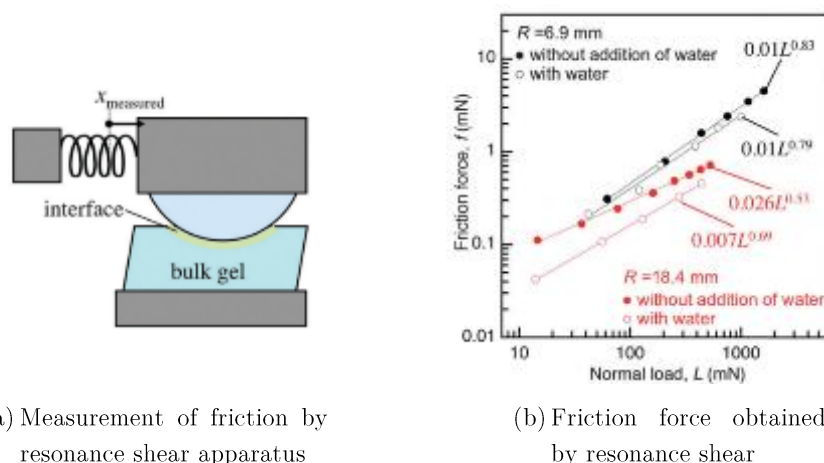 x measured
interface
bulk gel
R =6.9 mm
● without addition of water
○ with water
0.01L^0.83
0.01L^0.79
0.026L^0.53
0.007L^0.69
R =18.4 mm
● without addition of water
○ with water
10
1
0.1
0.01
Friction force, f (mN)
10
100
1000
Normal load, L (mN)
a) Measurement of friction by
resonance shear apparatus
(b) Friction force obtained
by resonance shear